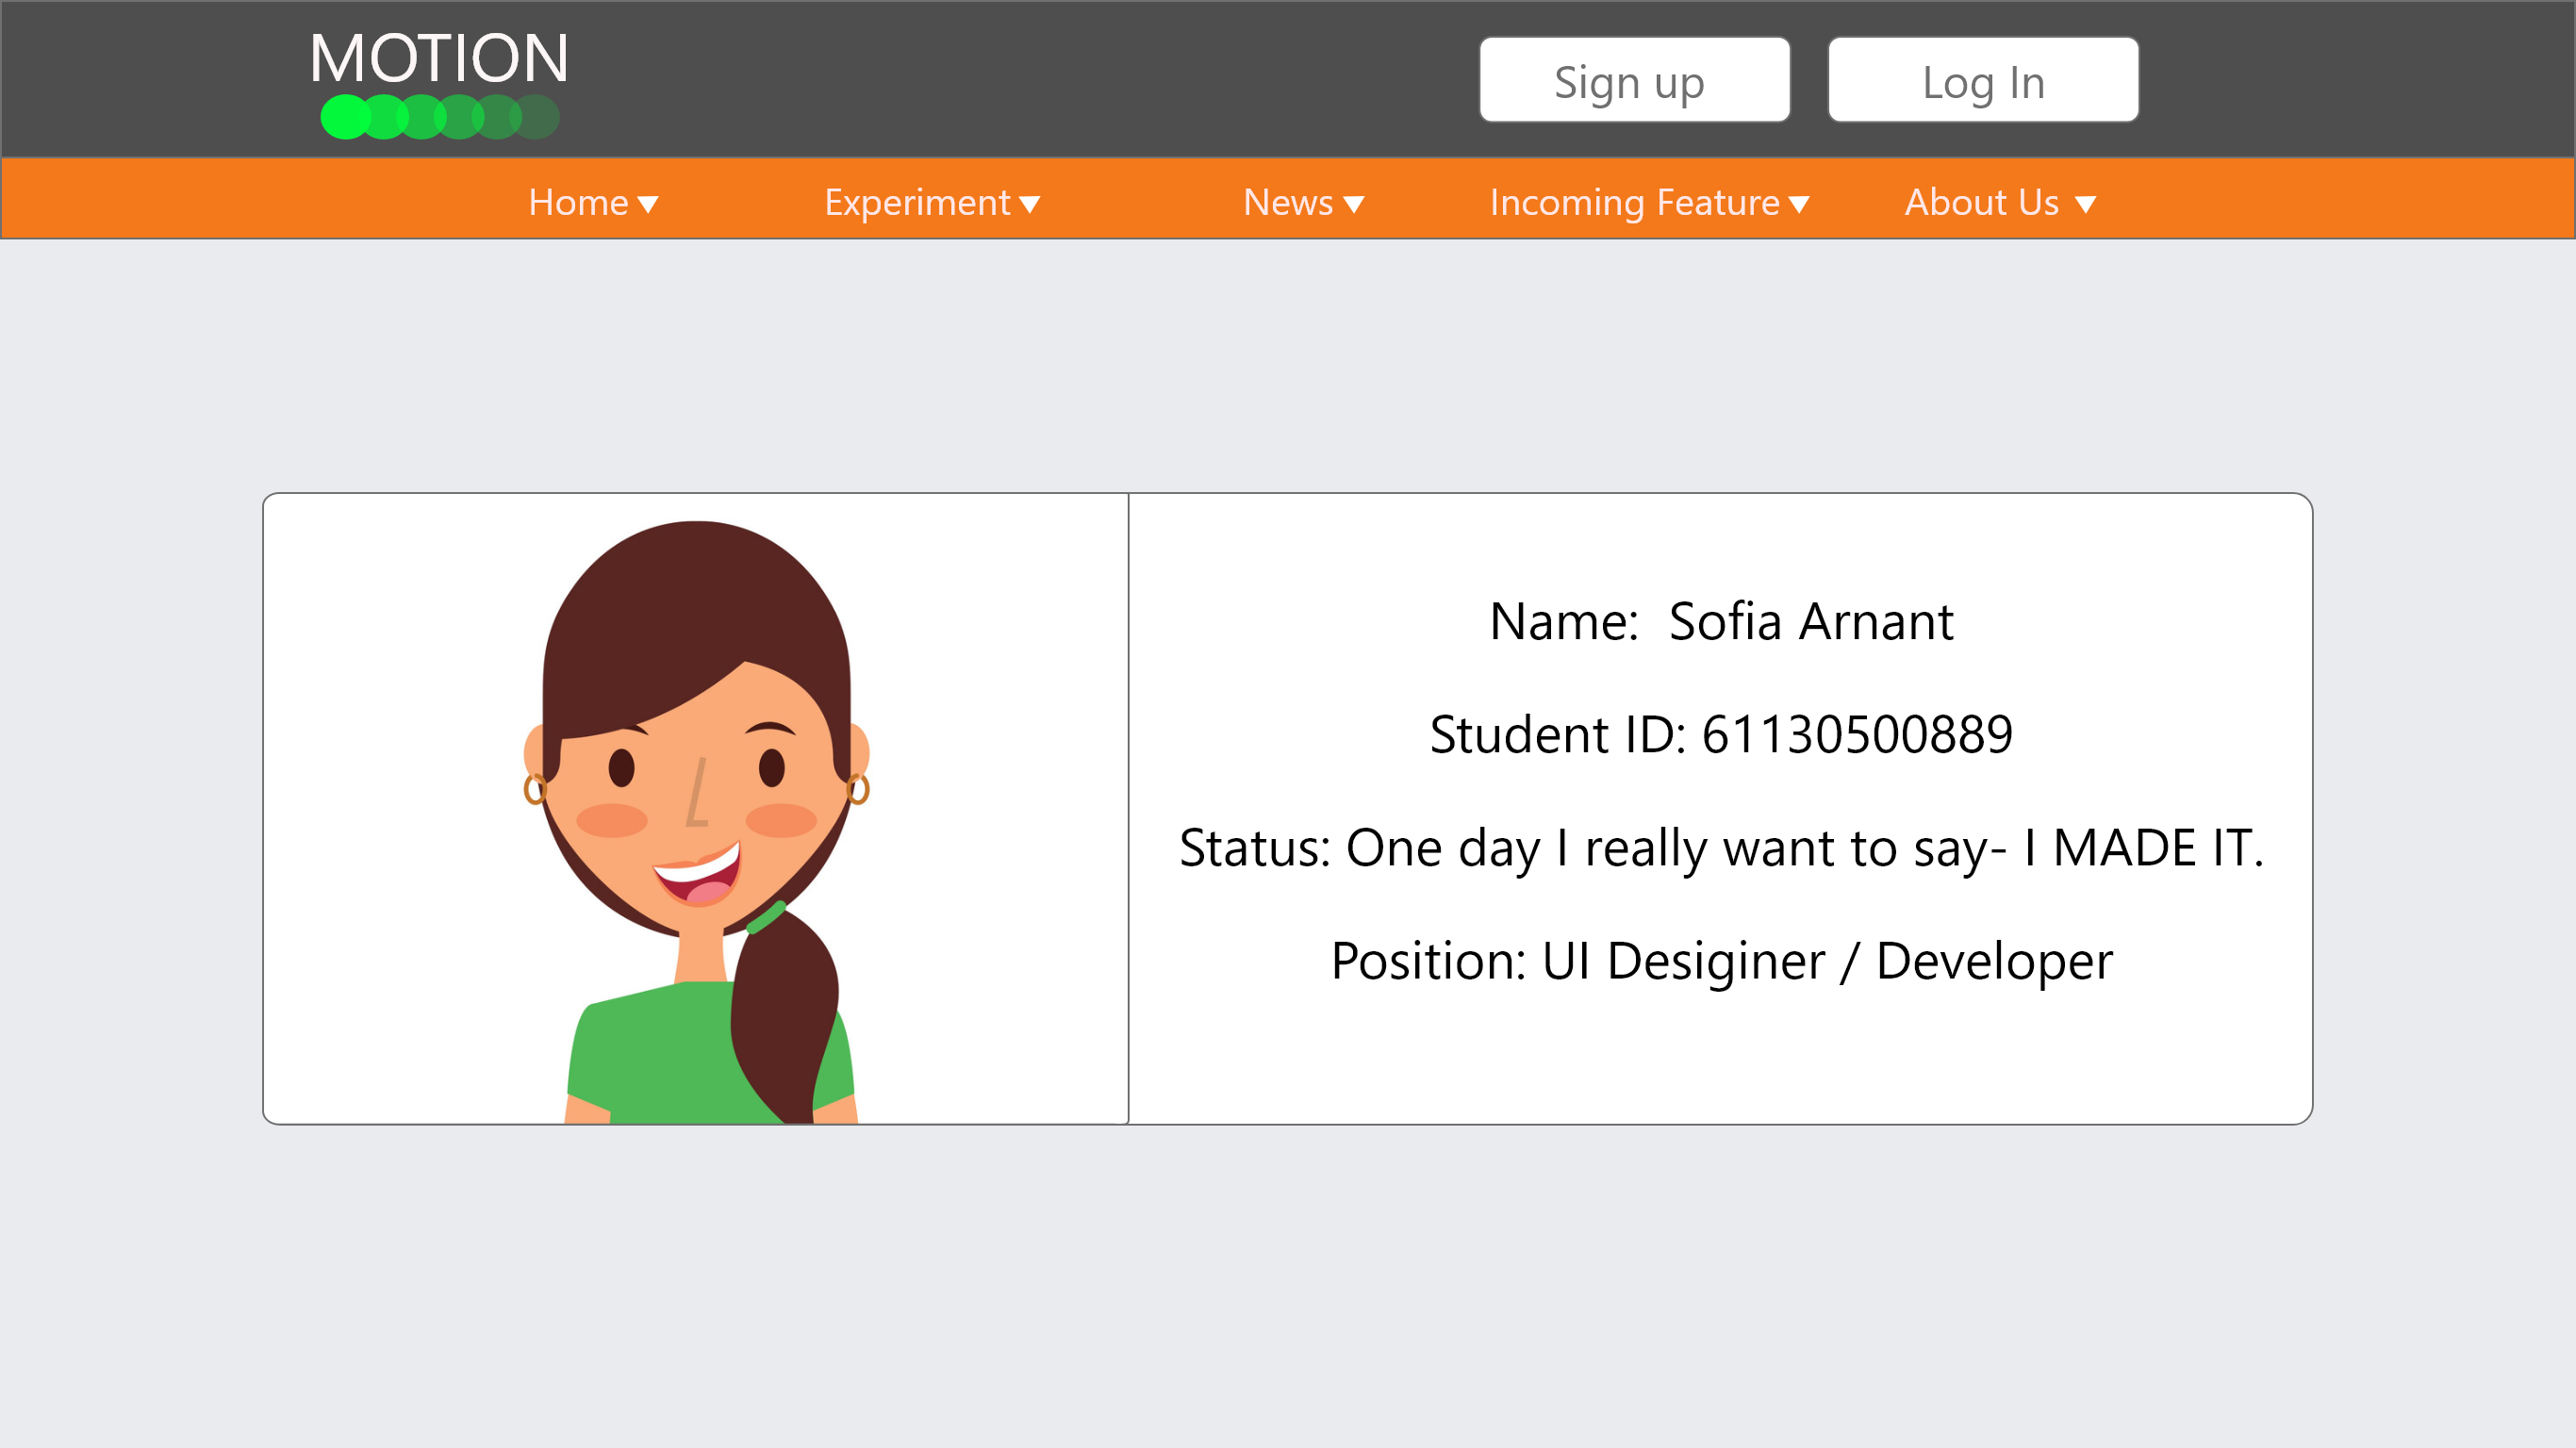 MOTION
Sign up
Log In
Home
Experiment
News
Incoming Feature
About Us
Name:  Sofia Arnant
Student ID: 61130500889
Status: One day I really want to say- I MADE IT.
Position: UI Desiginer / Developer